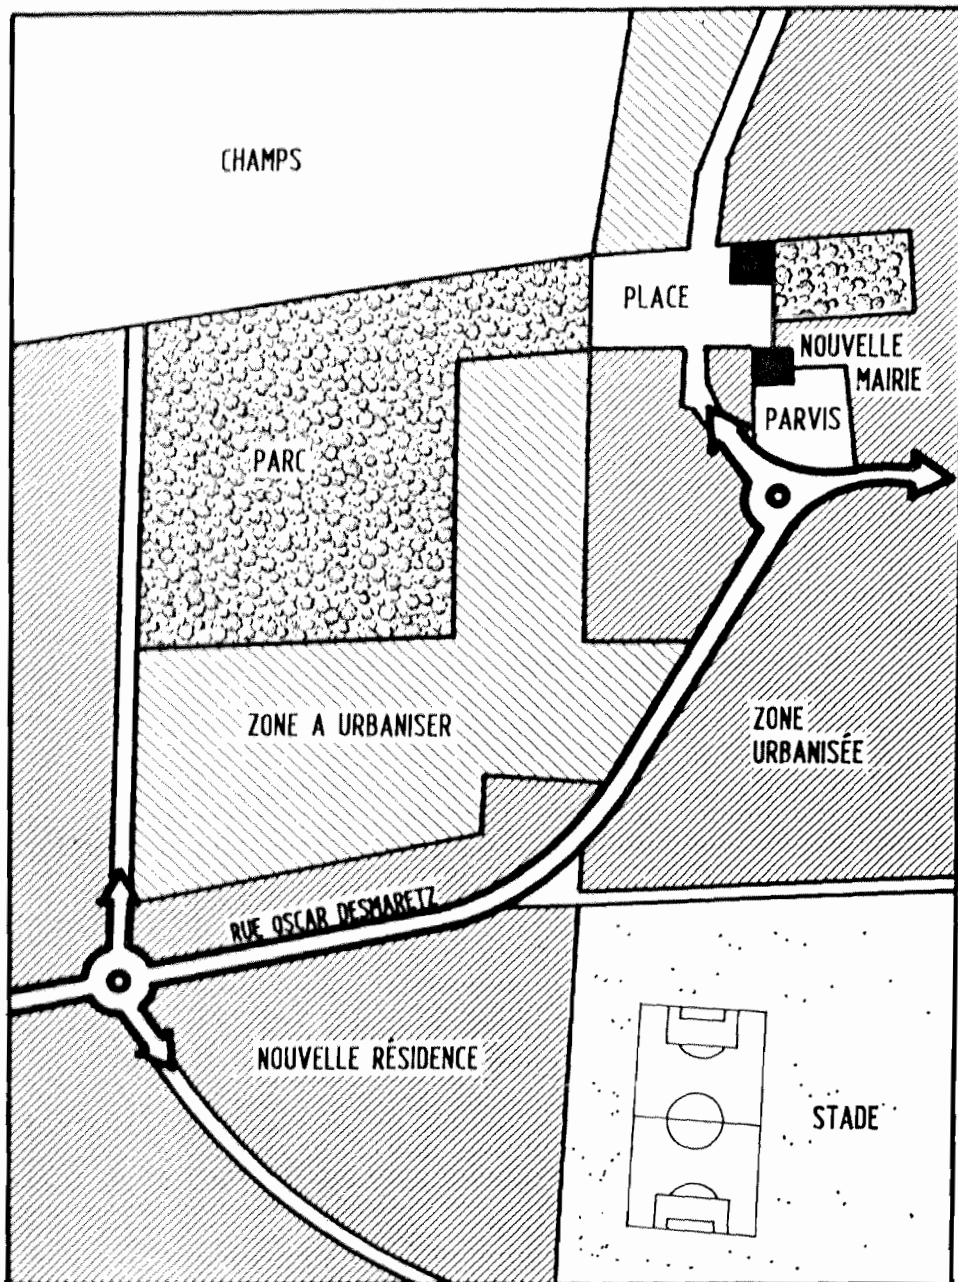 CHAMPS
PLACE
NOUVELLE
MAIRIE
PARVIS
PARC
ZONE A URBANISER
ZONE
URBANISÉE
RUE OSCAR DESMARETZ
NOUVELLE RÉSIDENCE
STADE